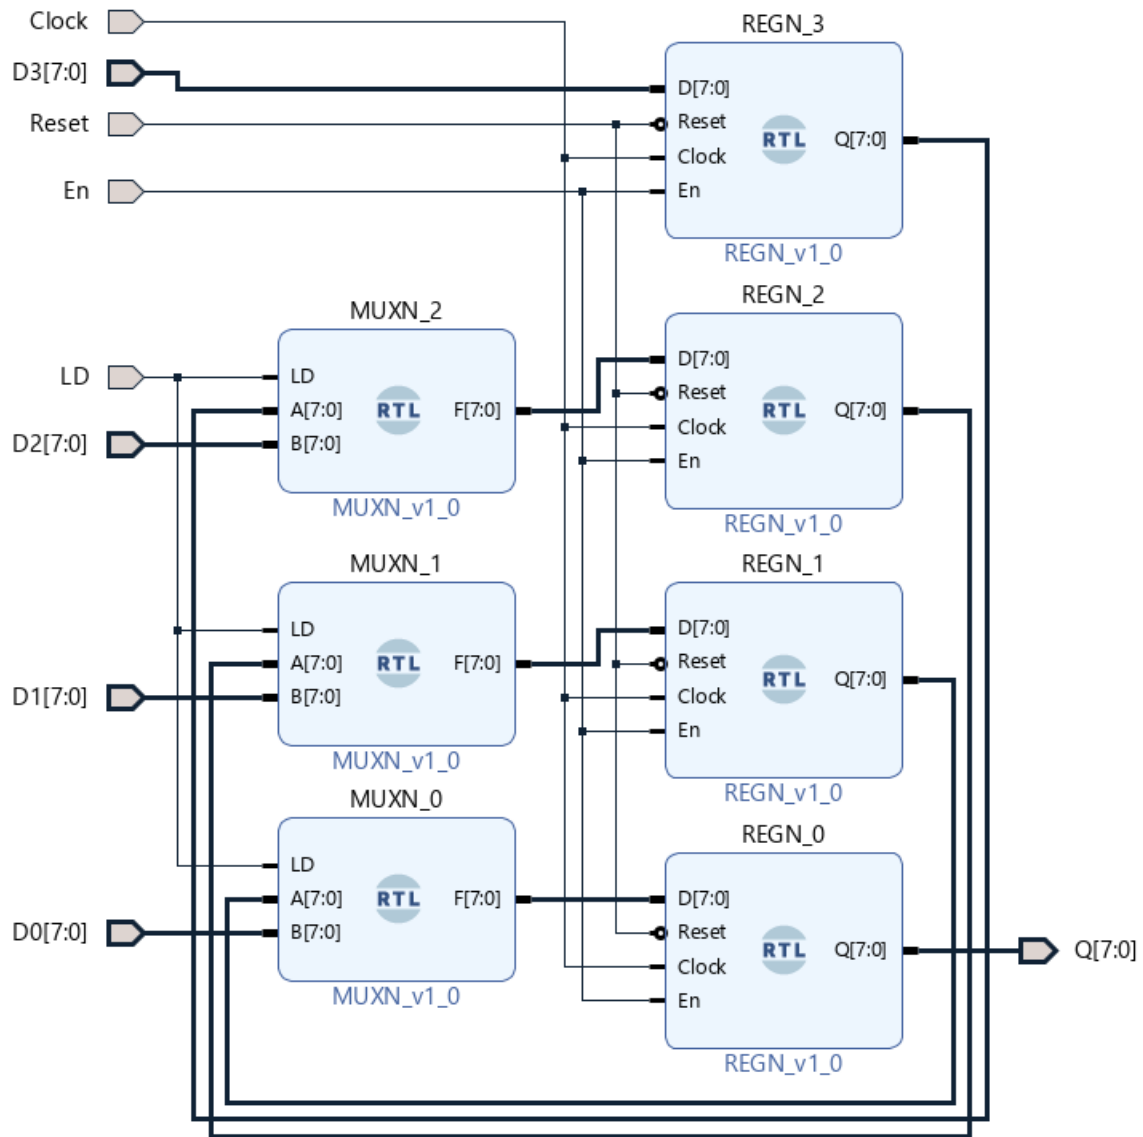 Clock
REGN_3
D3[7:0]
D[7:0]
Reset
Reset
RTL
Q[7:0]
Clock
En
En
REGN_v1_0
MUXN_2
REGN_2
LD
LD
D[7:0]
A[7:0]
RTL
F[7:0]
Reset
RTL
Q[7:0]
D2[7:0]
B[7:0]
Clock
En
MUXN_v1_0
REGN_v1_0
MUXN_1
REGN_1
LD
D[7:0]
A[7:0]
RTL
F[7:0]
Reset
RTL
Q[7:0]
D1[7:0]
B[7:0]
Clock
En
MUXN_v1_0
REGN_v1_0
MUXN_0
REGN_0
LD
A[7:0]
RTL
F[7:0]
D[7:0]
D0[7:0]
B[7:0]
Reset
RTL
Q[7:0]
Q[7:0]
Clock
MUXN_v1_0
En
REGN_v1_0